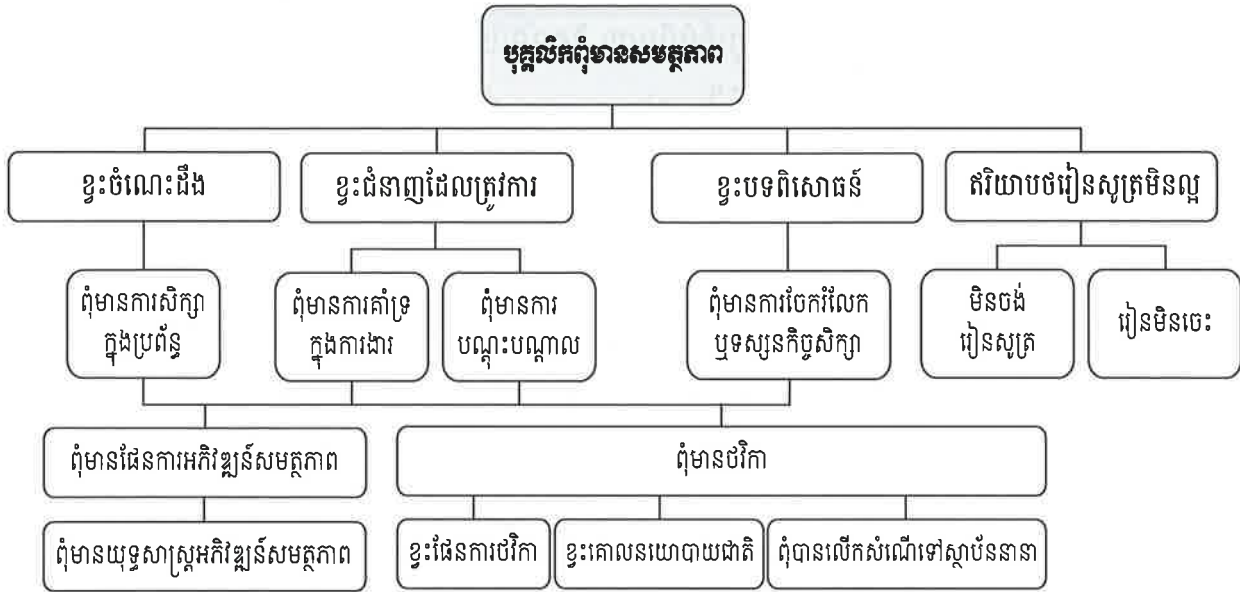 បុគ្គលិកពុំមានសមត្ថភាព
ខ្វះចំណេះដឹង
ខ្វះជំនាញដែលត្រូវការ
ខ្វះបទពិសោធន៍
ឥរិយាបថរៀនសូត្រមិនល្អ
ពុំមានការសិក្សា
ក្នុងប្រព័ន្ធ
ពុំមានការគាំទ្រ
ក្នុងការងារ
ពុំមានការ
បណ្តុះបណ្តាល
ពុំមានការចែករំលែក
ឬទស្សនកិច្ចសិក្សា
មិនចង់
រៀនសូត្រ
រៀនមិនចេះ
ពុំមានផែនការអភិវឌ្ឍន៍សមត្ថភាព
ពុំមានថវិកា
ពុំមានយុទ្ធសាស្ត្រអភិវឌ្ឍន៍សមត្ថភាព
ខ្វះផែនការថវិកា
ខ្វះគោលនយោបាយជាតិ
ពុំបានលើកសំណើទៅស្ថាប័ននានា